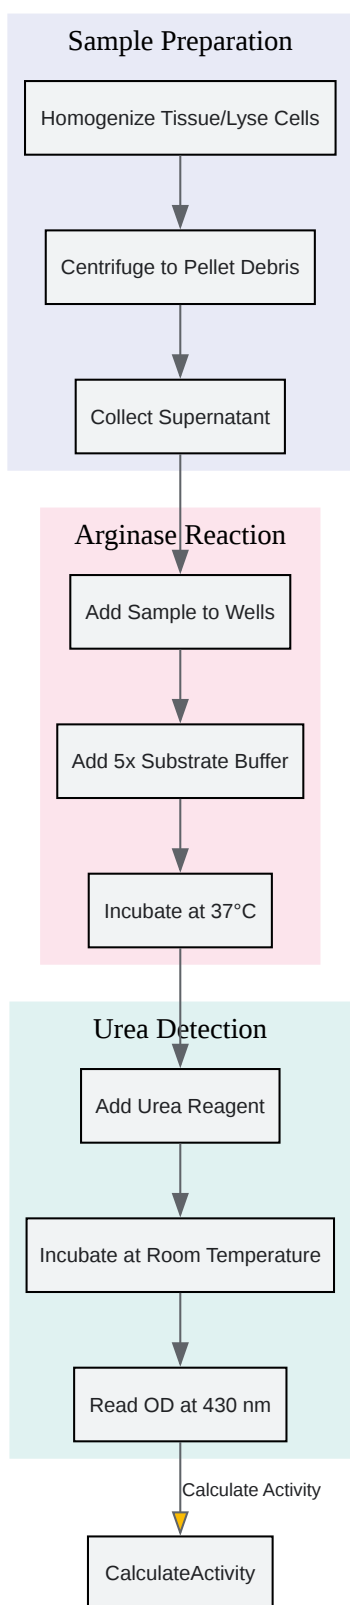 Sample Preparation
Homogenize Tissue/Lyse Cells
Centrifuge to Pellet Debris
Collect Supernatant
Arginase Reaction
Add Sample to Wells
Add 5x Substrate Buffer
Incubate at 37°C
Urea Detection
Add Urea Reagent
Incubate at Room Temperature
Read OD at 430 nm
Calculate Activity
CalculateActivity